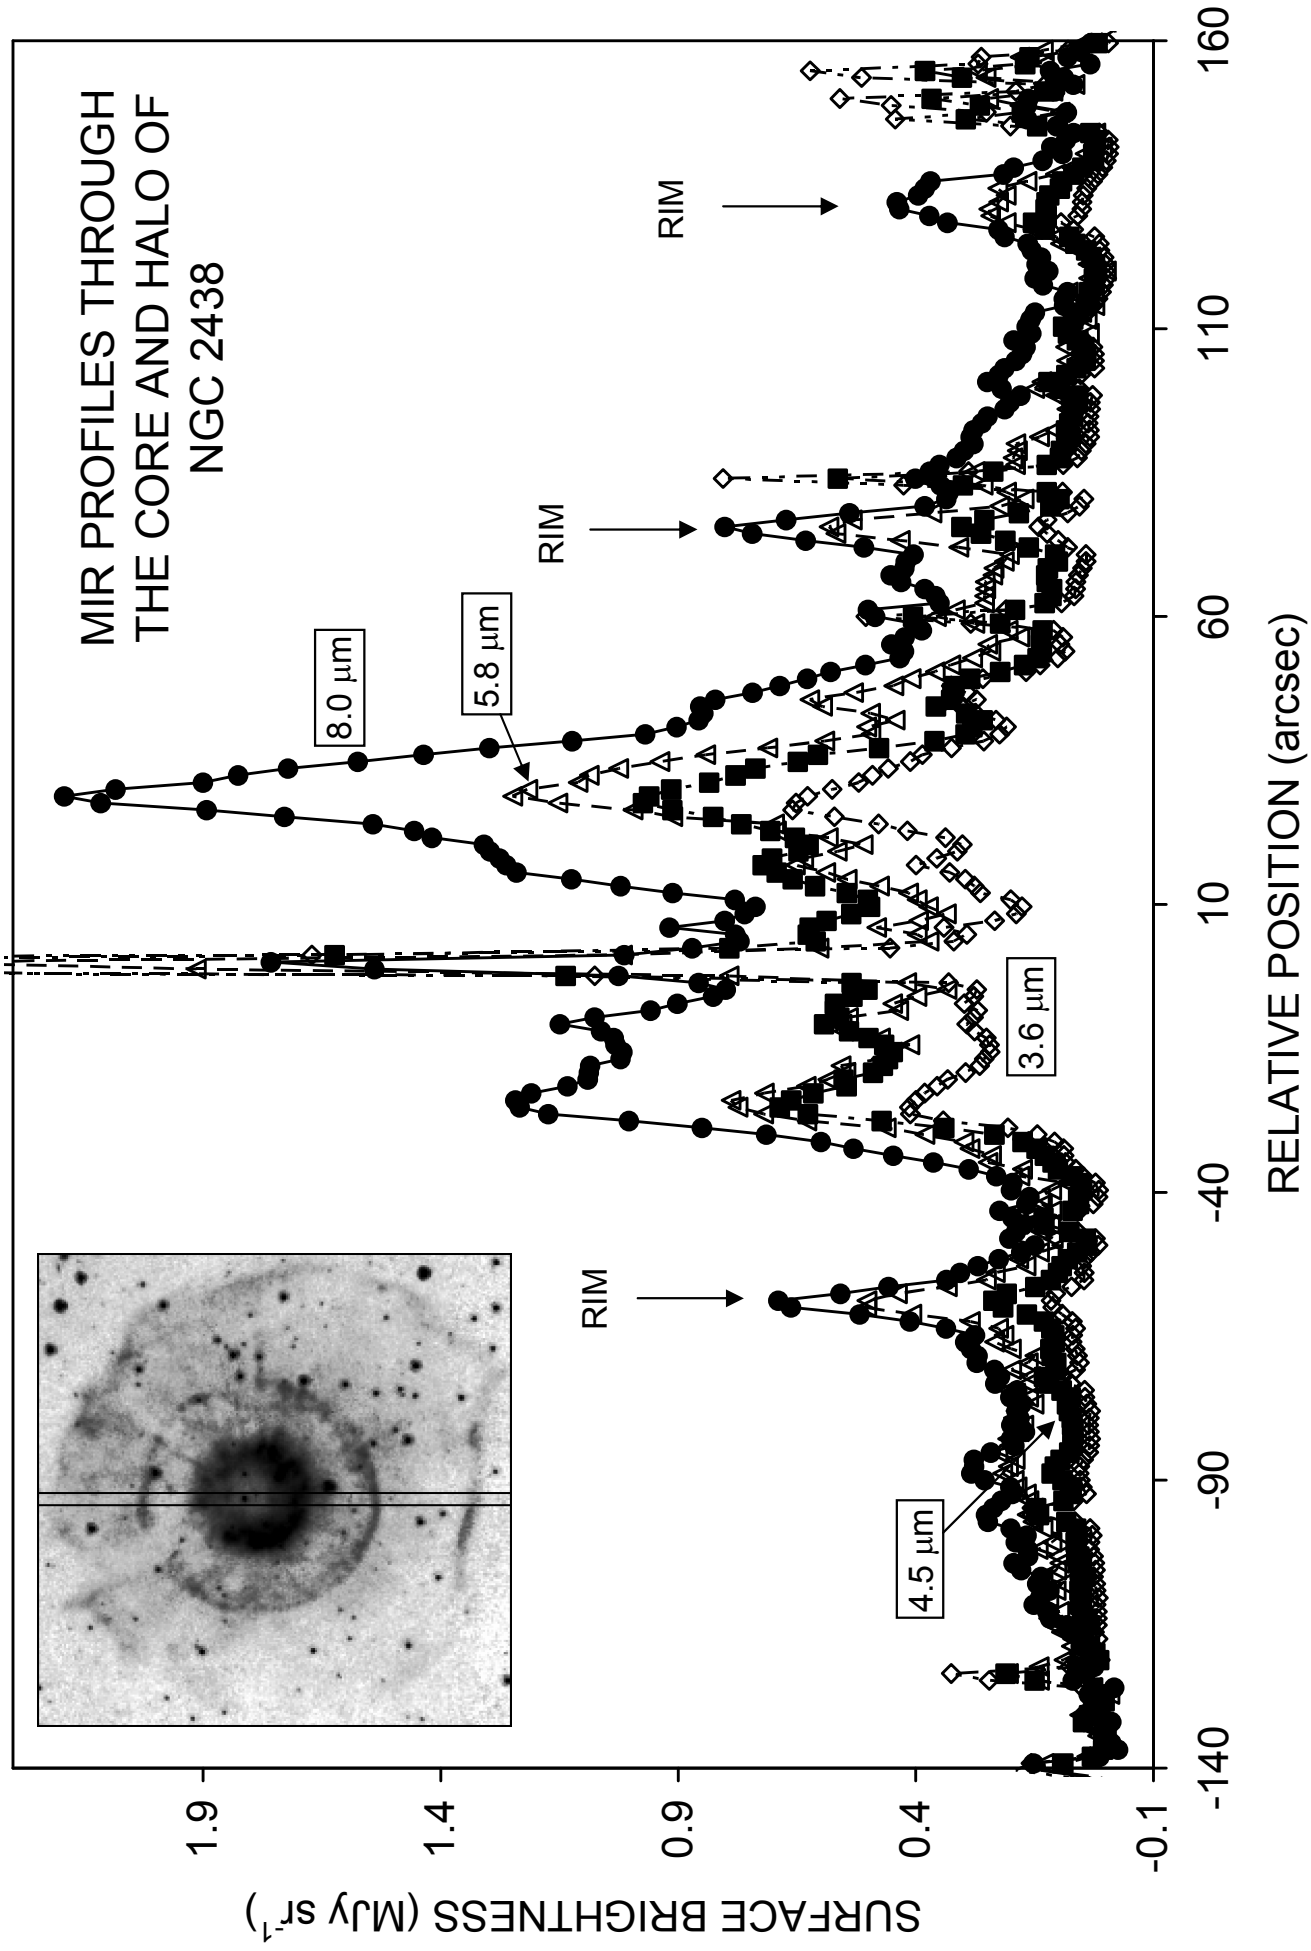 MIR PROFILES THROUGH
THE CORE AND HALO OF
NGC 2438
8.0 μm
5.8 μm
RIM
RIM
RIM
4.5 μm
3.6 μm
SURFACE BRIGHTNESS (MJy sr⁻¹)
1.9
1.4
0.9
0.4
-0.1
-140
-90
-40
10
60
110
160
RELATIVE POSITION (arcsec)